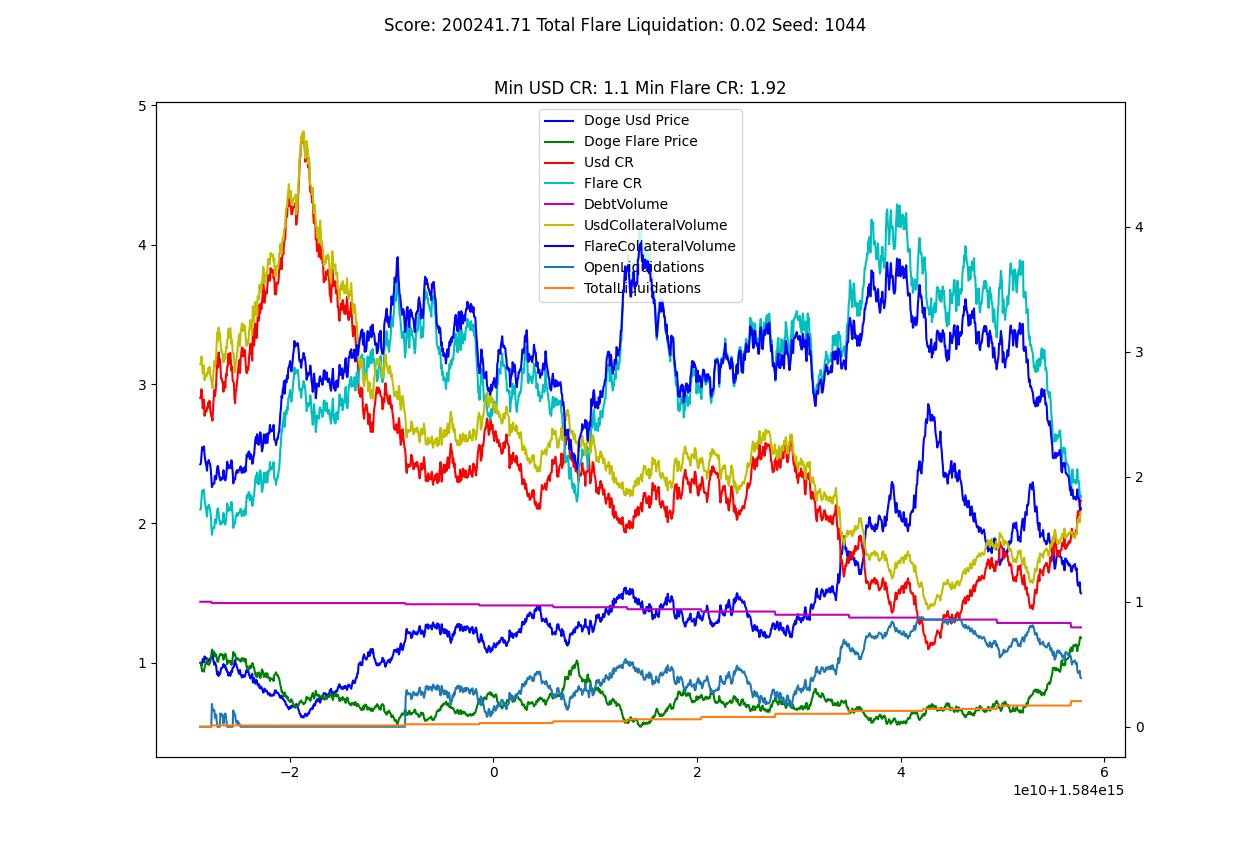 Score: 200241.71 Total Flare Liquidation: 0.02 Seed: 1044
Min USD CR: 1.1 Min Flare CR: 1.92
5
4
3
2
1
Doge Usd Price
Doge Flare Price
Usd CR
Flare CR
DebtVolume
UsdCollateralVolume
FlareCollateralVolume
OpenLiquidations
TotalLiquidations
4
3
2
1
0
−2
0
2
4
6
1e10+1.584e15